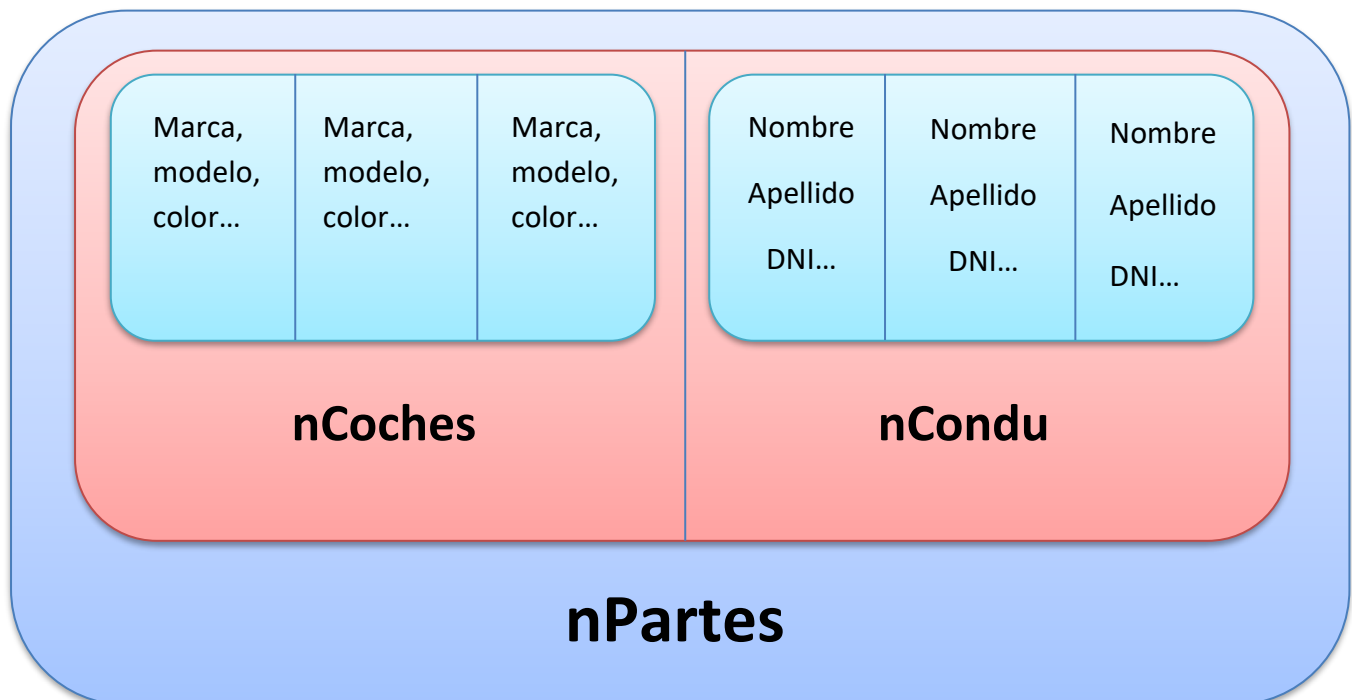 Marca,
modelo,
color…
Marca,
modelo,
color…
Marca,
modelo,
color…
Nombre
Apellido
DNI…
Nombre
Apellido
DNI…
Nombre
Apellido
DNI…
nCoches
nCondu
nPartes